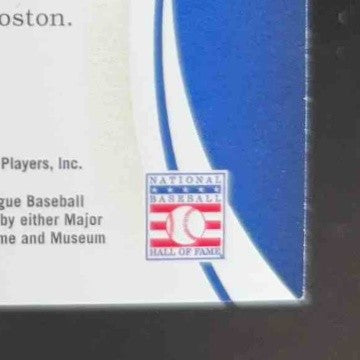 oston.
Players, Inc.
gue Baseball
by either Major
me and Museum
NATIONAL
BASEBALL
HALL OF FAME